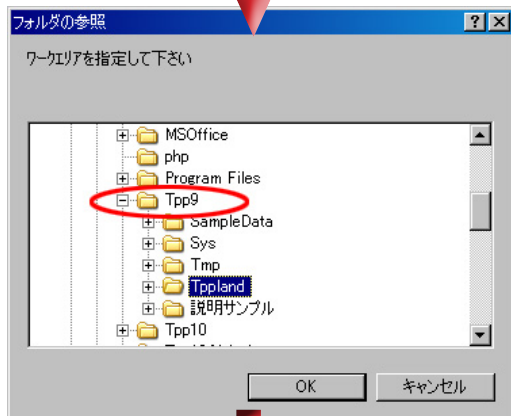 フォルダの参照
ワークエリアを指定して下さい
MSOffice
php
Program Files
Tpp9
SampleData
Sys
Tmp
Tppland
説明サンプル
Tpp10
OK
キャンセル